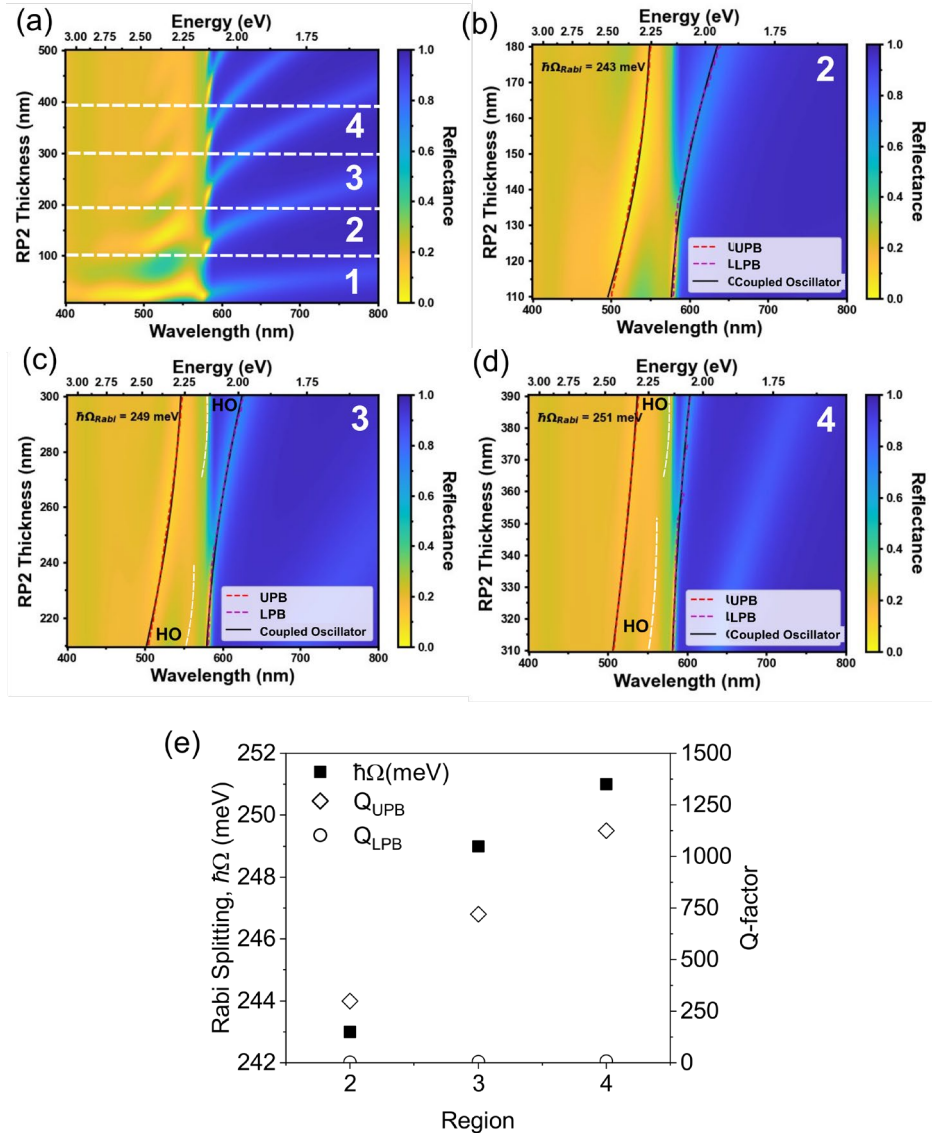 (a)
Energy (eV)
3.00 2.75 2.50 2.25 2.00 1.75
500
400
300
200
100
RP2 Thickness (nm)
4
3
2
1
400 500 600 700 800
Wavelength (nm)
1.0
0.8
0.6
0.4
0.2
0.0
Reflectance
(b)
Energy (eV)
3.00 2.75 2.50 2.25 2.00 1.75
180
170
160
150
140
130
120
110
RP2 Thickness (nm)
ħΩRabi = 243 meV
2
UPB
LPB
Coupled Oscillator
400 500 600 700 800
Wavelength (nm)
1.0
0.8
0.6
0.4
0.2
0.0
Reflectance
(c)
Energy (eV)
3.00 2.75 2.50 2.25 2.00 1.75
300
280
260
240
220
RP2 Thickness (nm)
ħΩRabi = 249 meV
HO
3
HO
UPB
LPB
Coupled Oscillator
400 500 600 700 800
Wavelength (nm)
1.0
0.8
0.6
0.4
0.2
0.0
Reflectance
(d)
Energy (eV)
3.00 2.75 2.50 2.25 2.00 1.75
390
380
370
360
350
340
330
320
310
RP2 Thickness (nm)
HO
ħΩRabi = 251 meV
4
HO
UPB
LPB
Coupled Oscillator
400 500 600 700 800
Wavelength (nm)
1.0
0.8
0.6
0.4
0.2
0.0
Reflectance
(e)
252
250
248
246
244
242
Rabi Splitting, ħΩ (meV)
ħΩ(meV)
QUPB
QLPB
1500
1250
1000
750
500
250
0
Q-factor
2 3 4
Region